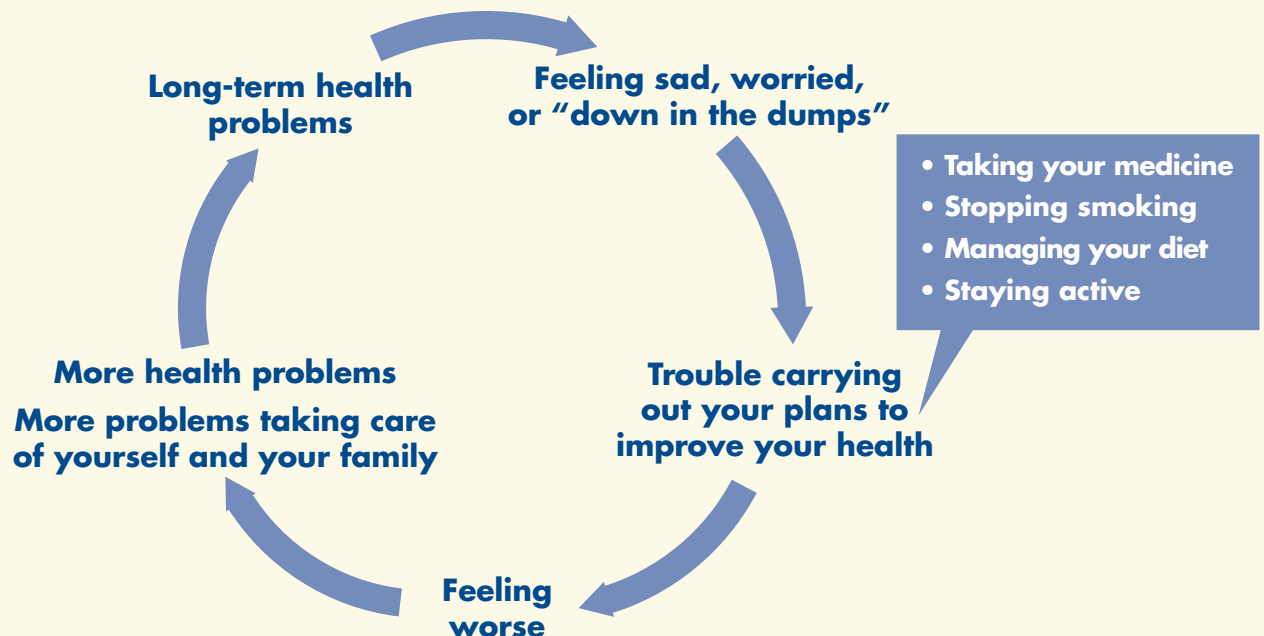 Long-term health
problems
Feeling sad, worried,
or “down in the dumps”
• Taking your medicine
• Stopping smoking
• Managing your diet
• Staying active
Trouble carrying
out your plans to
improve your health
Feeling
worse
More health problems
More problems taking care
of yourself and your family